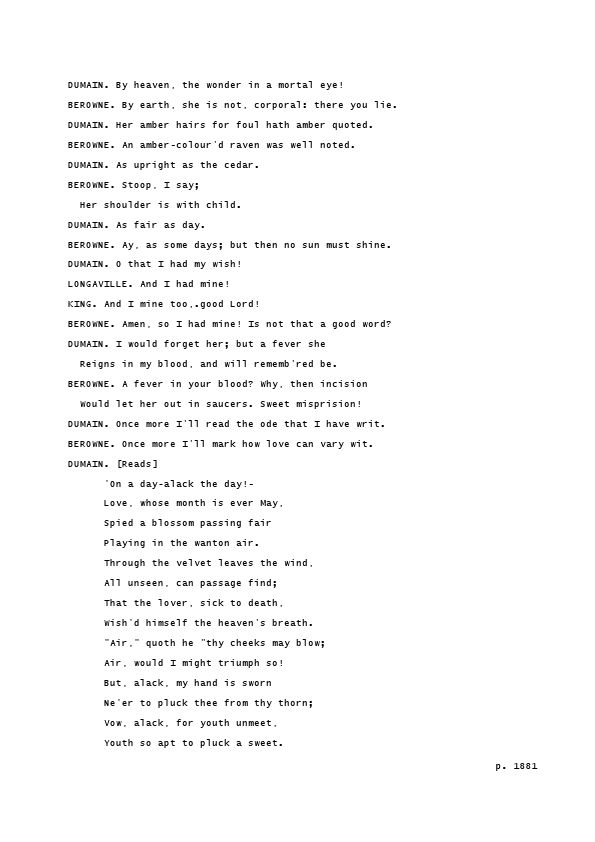 DUMAIN. By heaven, the wonder in a mortal eye!
BEROWNE. By earth, she is not, corporal: there you lie.
DUMAIN. Her amber hairs for foul hath amber quoted.
BEROWNE. An amber-colour'd raven was well noted.
DUMAIN. As upright as the cedar.
BEROWNE. Stoop, I say;
Her shoulder is with child.
DUMAIN. As fair as day.
BEROWNE. Ay, as some days; but then no sun must shine.
DUMAIN. O that I had my wish!
LONGAVILLE. And I had mine!
KING. And I mine too,.good Lord!
BEROWNE. Amen, so I had mine! Is not that a good word?
DUMAIN. I would forget her; but a fever she
Reigns in my blood, and will rememb'red be.
BEROWNE. A fever in your blood? Why, then incision
Would let her out in saucers. Sweet misprision!
DUMAIN. Once more I'll read the ode that I have writ.
BEROWNE. Once more I'll mark how love can vary wit.
DUMAIN. [Reads]
'On a day-alack the day!-
Love, whose month is ever May,
Spied a blossom passing fair
Playing in the wanton air.
Through the velvet leaves the wind,
All unseen, can passage find;
That the lover, sick to death,
Wish'd himself the heaven's breath.
"Air," quoth he "thy cheeks may blow;
Air, would I might triumph so!
But, alack, my hand is sworn
Ne'er to pluck thee from thy thorn;
Vow, alack, for youth unmeet,
Youth so apt to pluck a sweet.
p. 1881